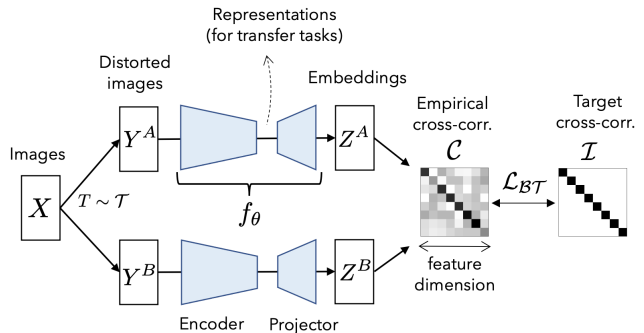 Representations
(for transfer tasks)
Distorted
images
Embeddings
Empirical
cross-corr.
Target
cross-corr.
Images
Y^A
Z^A
C
I
L_BT
X
T ~ T
f_θ
feature
dimension
Y^B
Z^B
Encoder
Projector